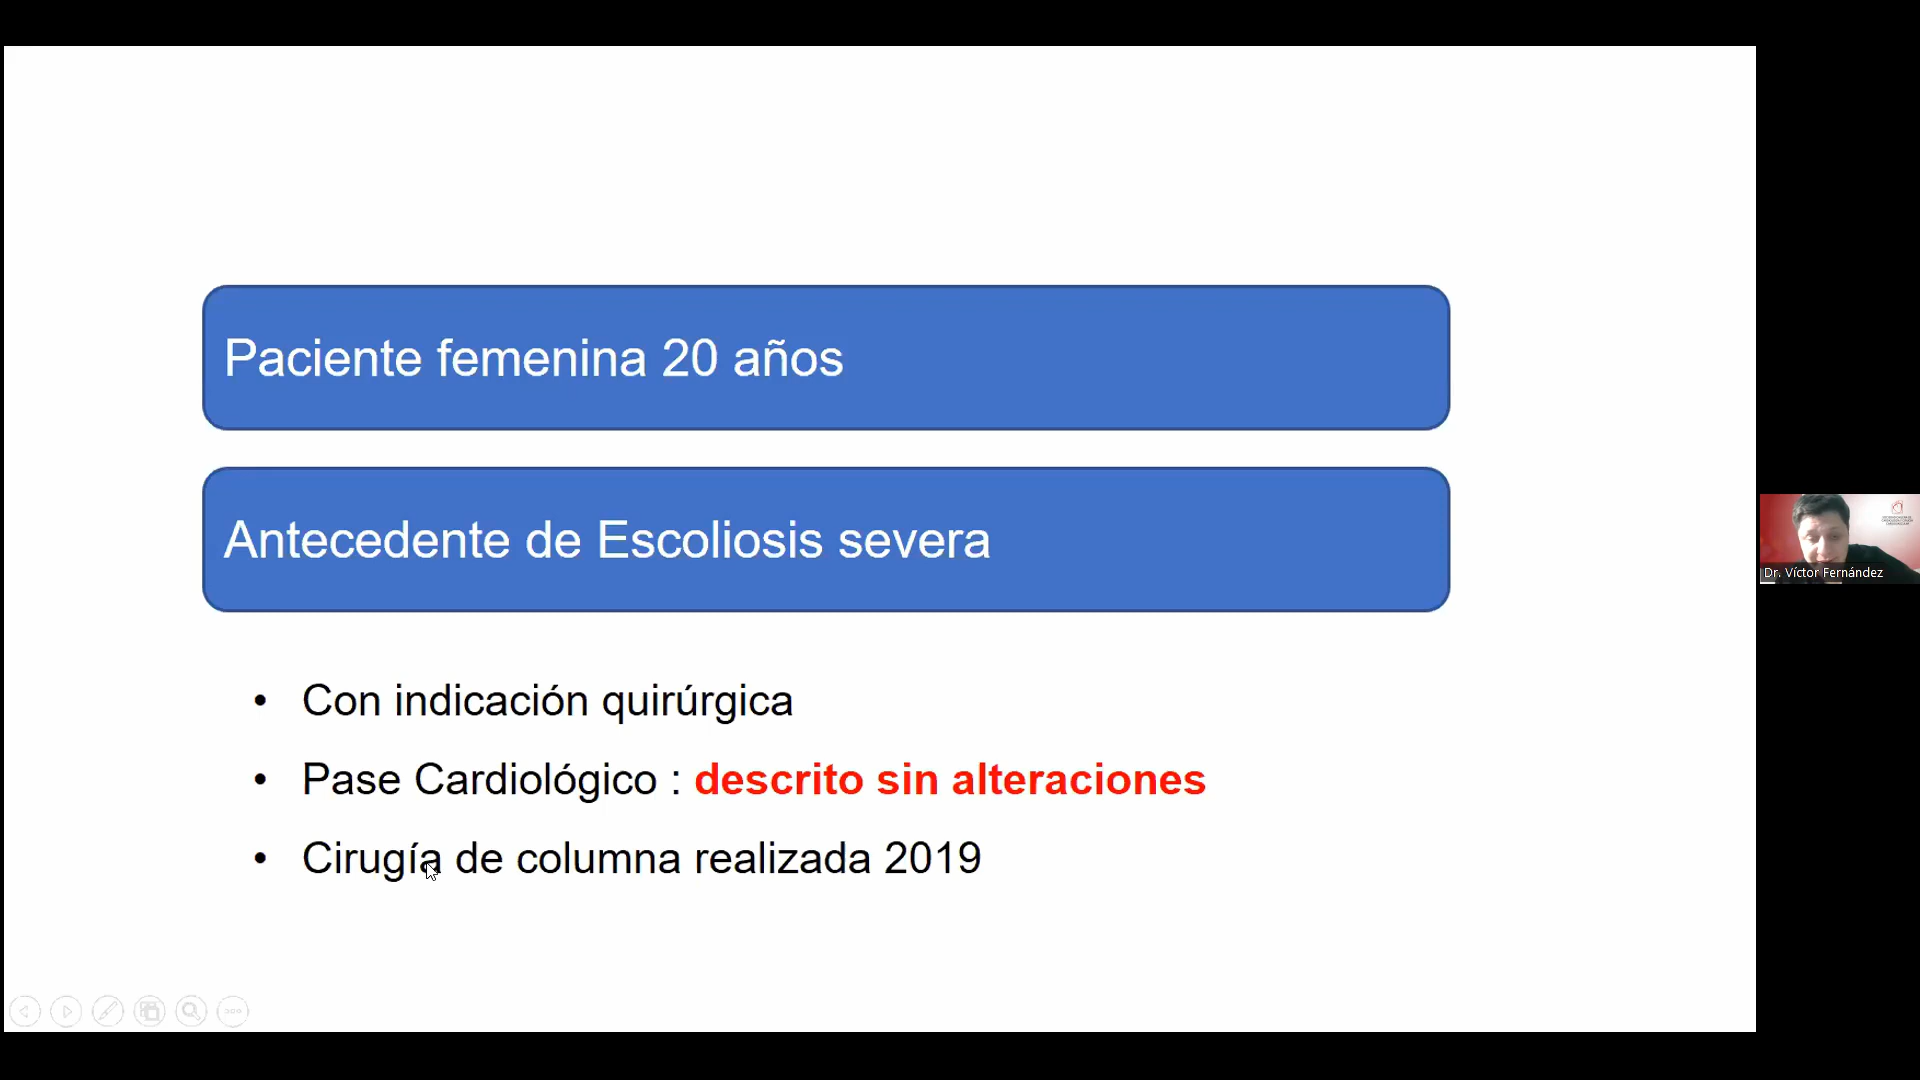 Paciente femenina 20 años
Antecedente de Escoliosis severa
• Con indicación quirúrgica
• Pase Cardiológico : descrito sin alteraciones
• Cirugía de columna realizada 2019
Dr. Víctor Fernández